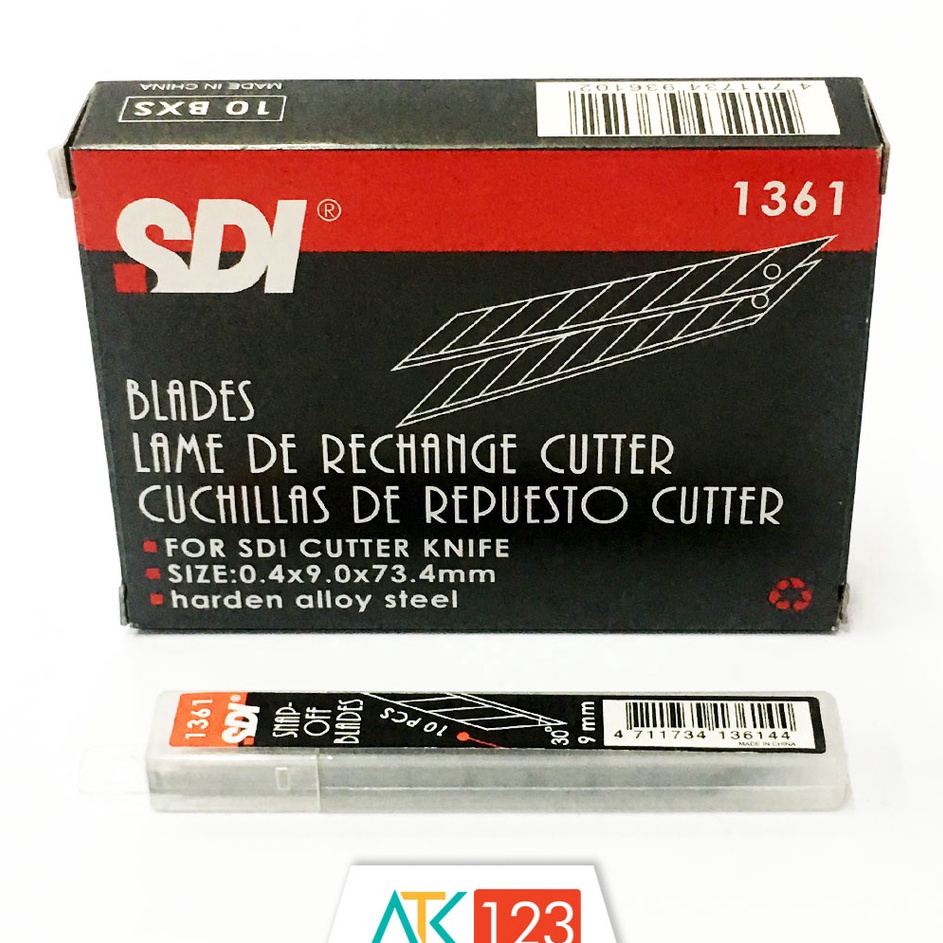 MADE IN CHINA
10 BXS
4 711734 936102
SDI®
1361
BLADES
LAME DE RECHANGE CUTTER
CUCHILLAS DE REPUESTO CUTTER
FOR SDI CUTTER KNIFE
SIZE:0.4x9.0x73.4mm
harden alloy steel
1361
SDI®
SNAP-
OFF
BLADES
10 PCS
30°
9 mm
4 711734 136144
MADE IN CHINA
ATK 123